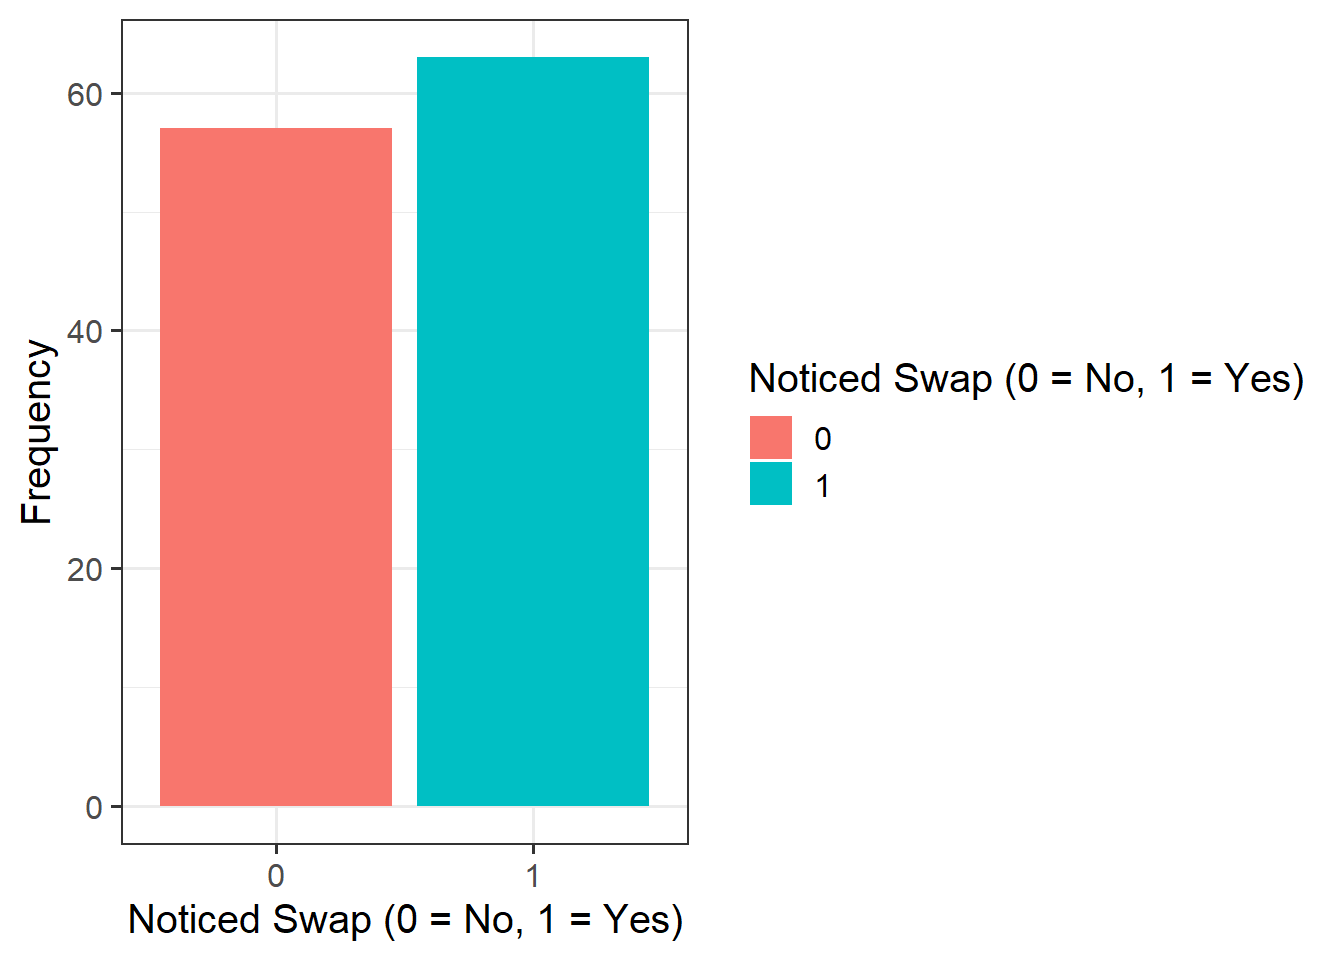 Frequency
60
40
20
0
0 1
Noticed Swap (0 = No, 1 = Yes)
Noticed Swap (0 = No, 1 = Yes)
0
1